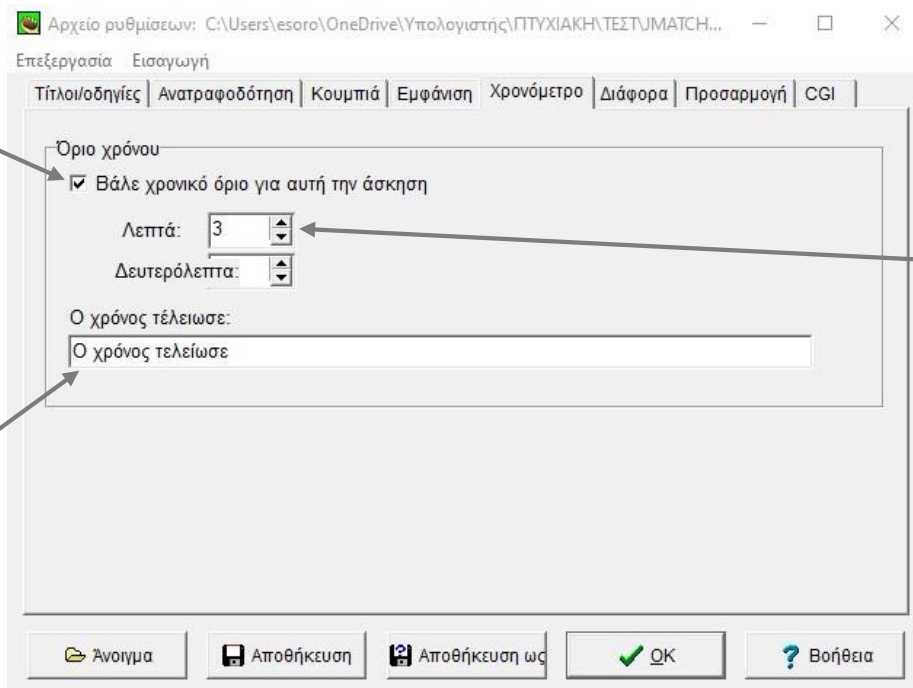 Αρχείο ρυθμίσεων: C:\Users\esoro\OneDrive\Υπολογιστής\ΠΤΥΧΙΑΚΗ\ΤΕΣΤ\JMATCH...
Επεξεργασία Εισαγωγή
Τίτλοι/οδηγίες Ανατραφοδότηση Κουμπιά Εμφάνιση Χρονόμετρο Διάφορα Προσαρμογή CGI
Όριο χρόνου
Βάλε χρονικό όριο για αυτή την άσκηση
Λεπτά: 3
Δευτερόλεπτα:
Ο χρόνος τέλειωσε:
Ο χρόνος τελείωσε
Άνοιγμα Αποθήκευση Αποθήκευση ως OK Βοήθεια